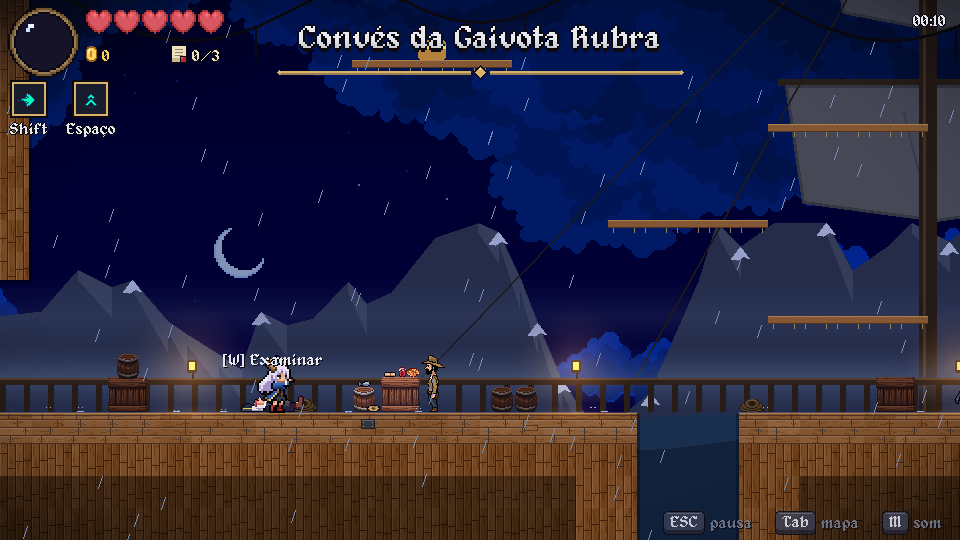 Convés da Gaivota Rubra
00:10
0
0/3
Shift
Espaço
[W] Examinar
ESC pausa
Tab mapa
M som